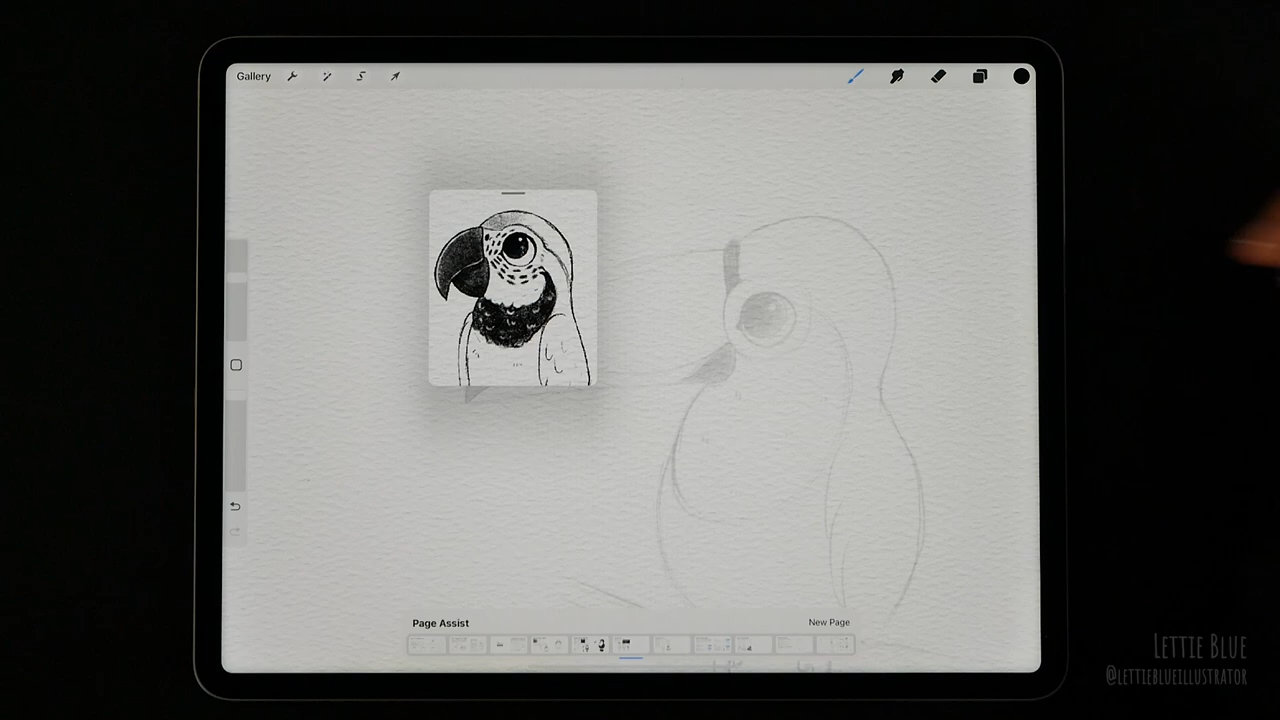 Gallery
Page Assist
New Page
Lettie Blue
@lettieblueillustrator